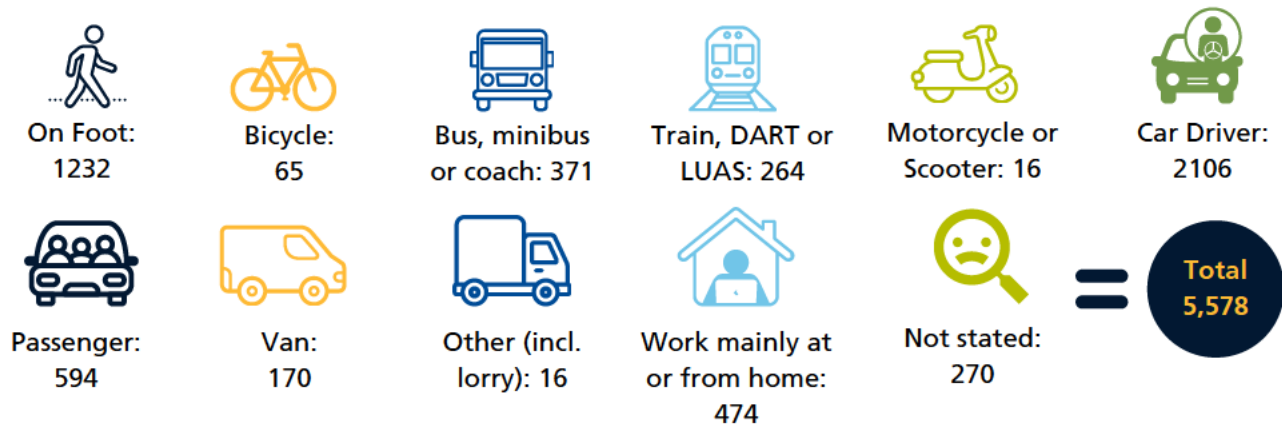 On Foot:
1232
Bicycle:
65
Bus, minibus
or coach: 371
Train, DART or
LUAS: 264
Motorcycle or
Scooter: 16
Car Driver:
2106
Passenger:
594
Van:
170
Other (incl.
lorry): 16
Work mainly at
or from home:
474
Not stated:
270
=
Total
5,578